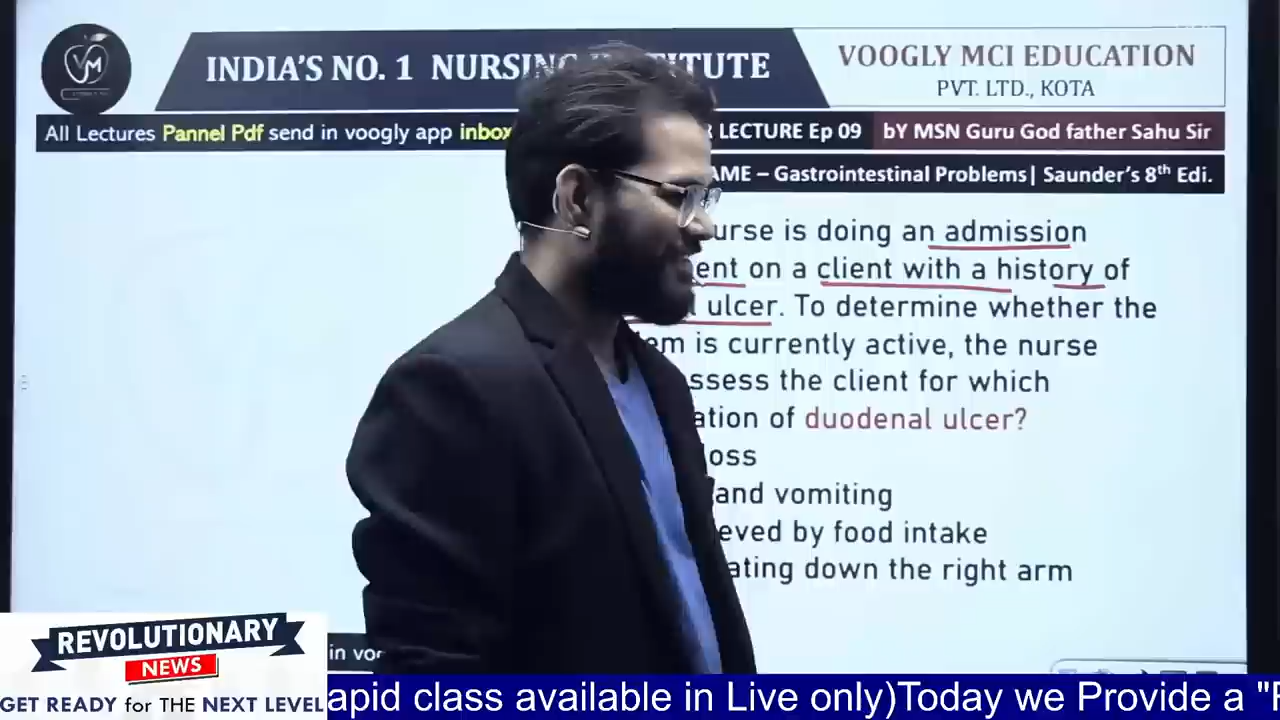 INDIA'S NO. 1 NURSING INSTITUTE
VOOGLY MCI EDUCATION
PVT. LTD., KOTA
All Lectures Pannel Pdf send in voogly app inbox
LECTURE Ep 09
bY MSN Guru God father Sahu Sir
AME – Gastrointestinal Problems| Saunder's 8th Edi.
urse is doing an admission
ent on a client with a history of
ulcer. To determine whether the
em is currently active, the nurse
ssess the client for which
ation of duodenal ulcer?
loss
and vomiting
eved by food intake
ating down the right arm
REVOLUTIONARY
NEWS
GET READY for THE NEXT LEVEL
in voo
apid class available in Live only)Today we Provide a "